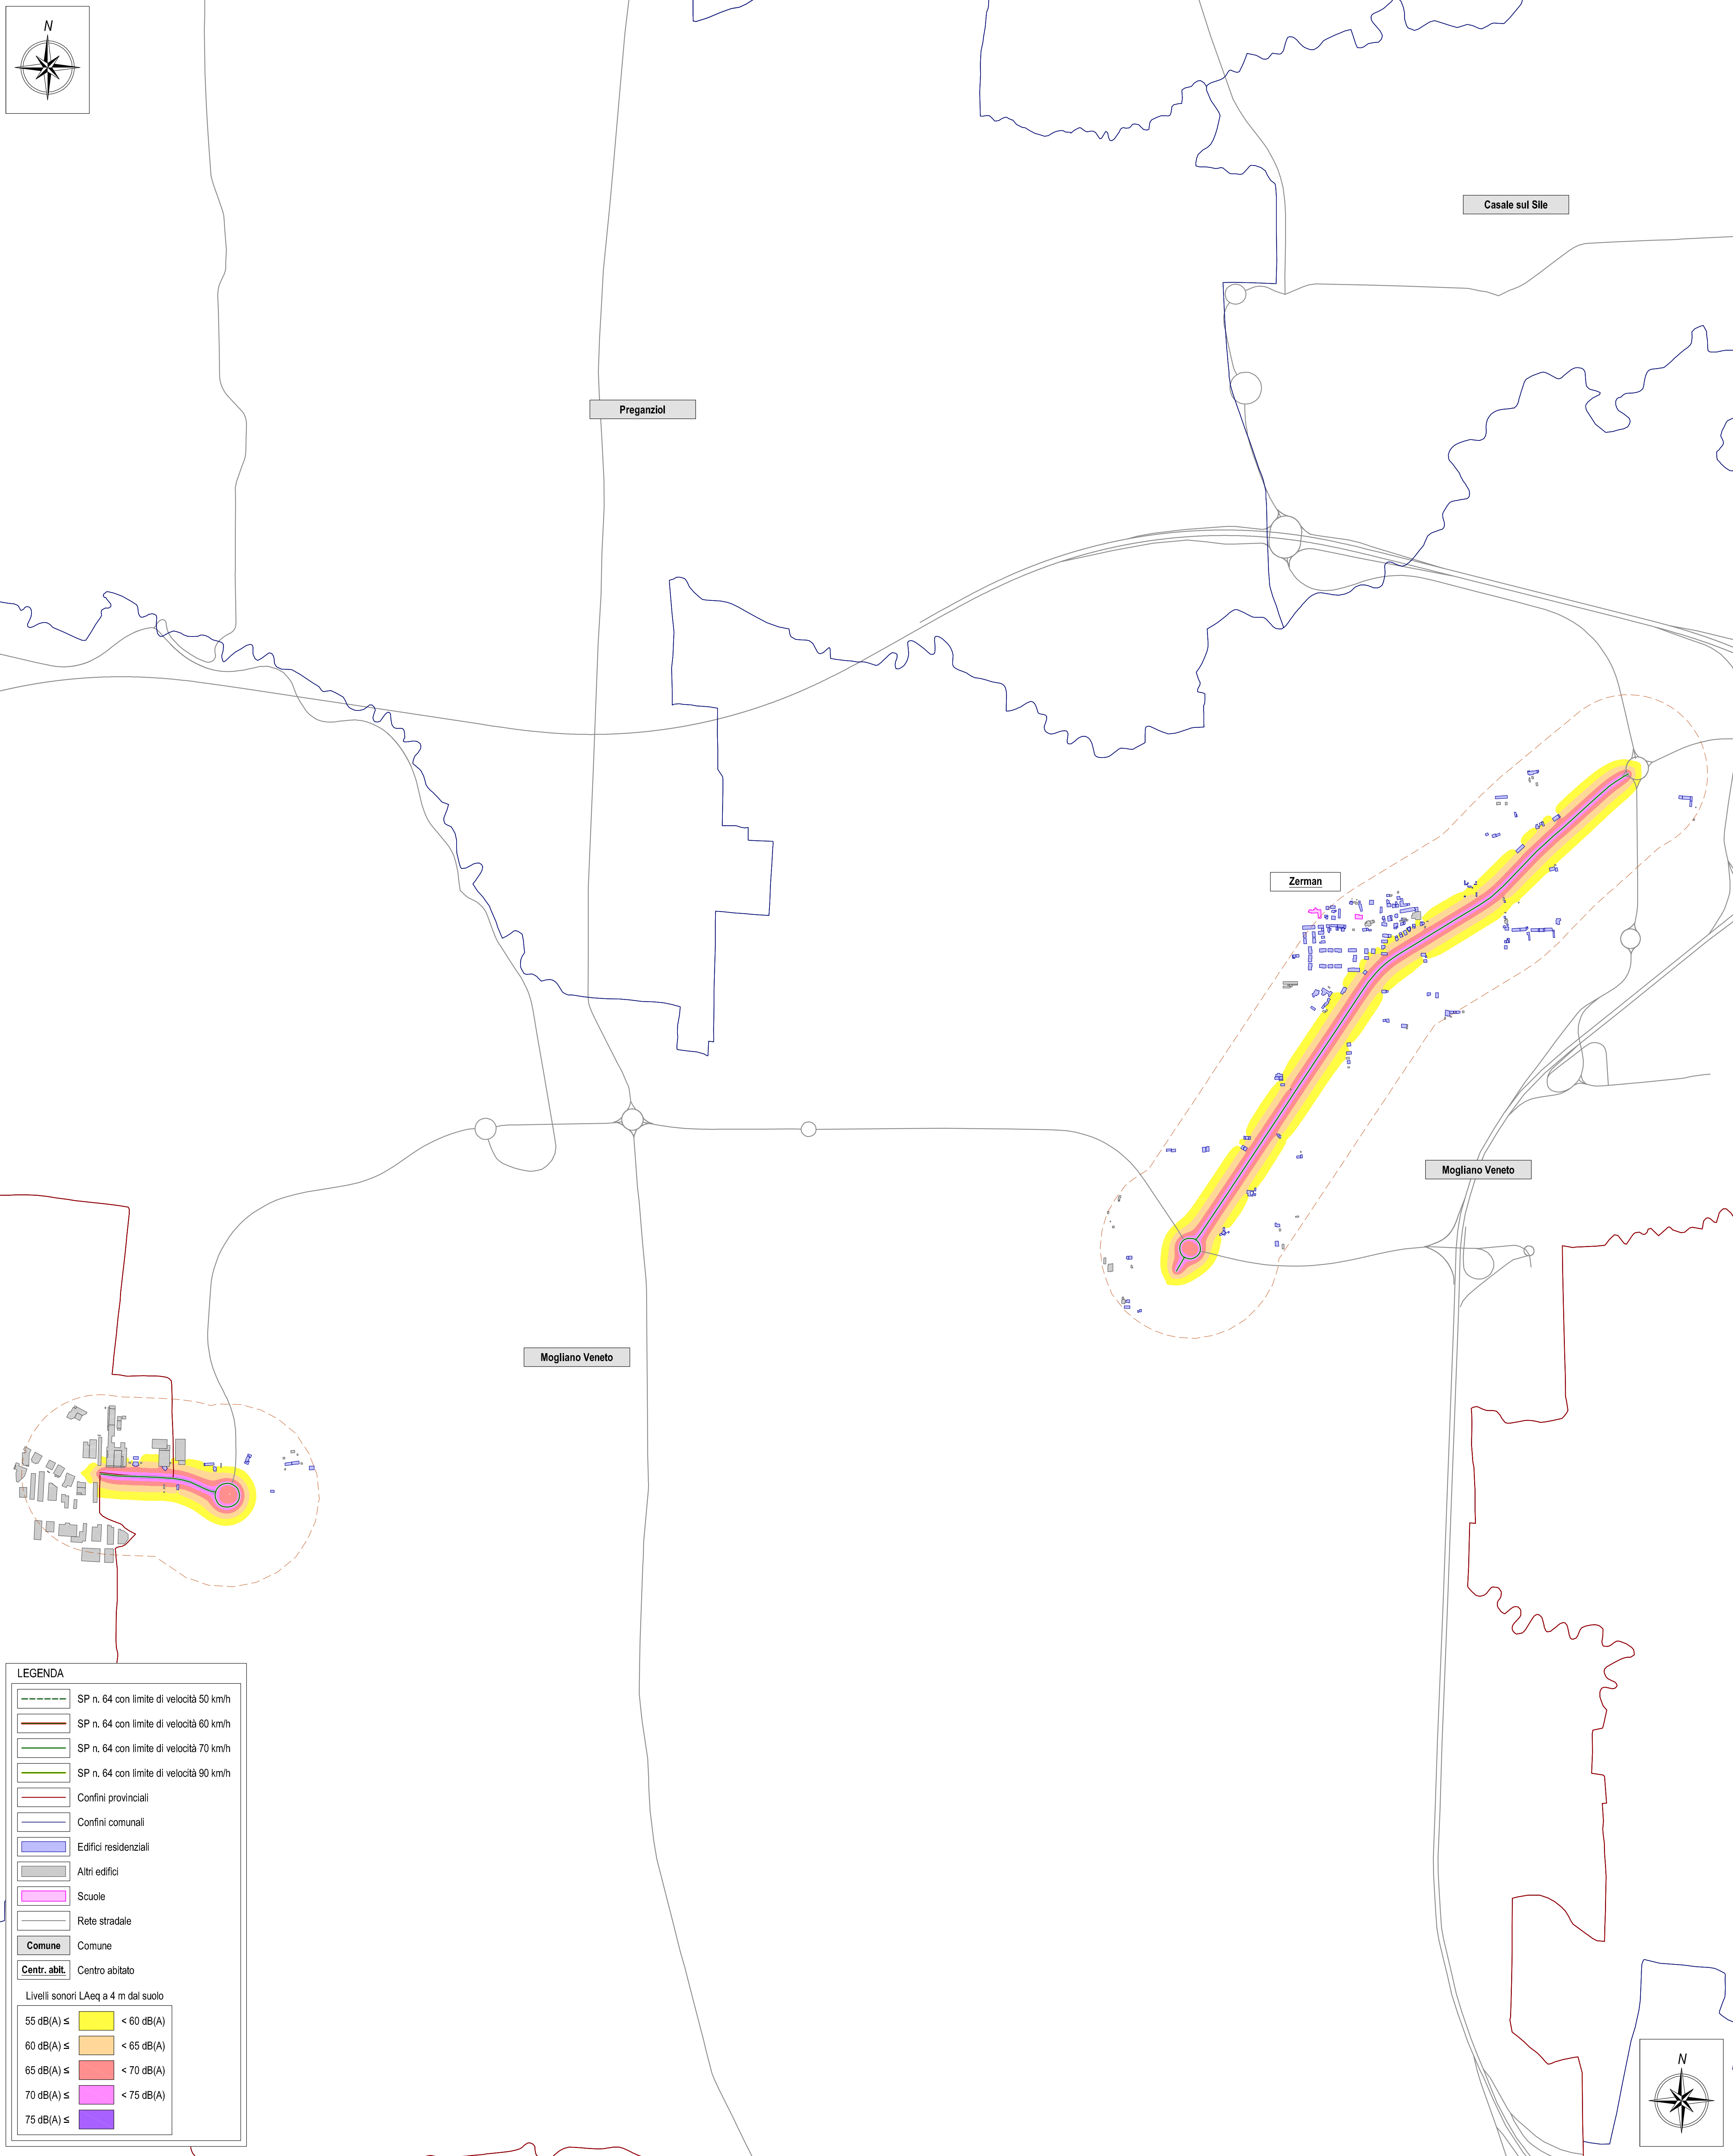 N
Casale sul Sile
Preganziol
Zerman
Mogliano Veneto
Mogliano Veneto
LEGENDA
SP n. 64 con limite di velocità 50 km/h
SP n. 64 con limite di velocità 60 km/h
SP n. 64 con limite di velocità 70 km/h
SP n. 64 con limite di velocità 90 km/h
Confini provinciali
Confini comunali
Edifici residenziali
Altri edifici
Scuole
Rete stradale
Comune Comune
Centr. abit. Centro abitato
Livelli sonori LAeq a 4 m dal suolo
55 dB(A) ≤ < 60 dB(A)
60 dB(A) ≤ < 65 dB(A)
65 dB(A) ≤ < 70 dB(A)
70 dB(A) ≤ < 75 dB(A)
75 dB(A) ≤
N